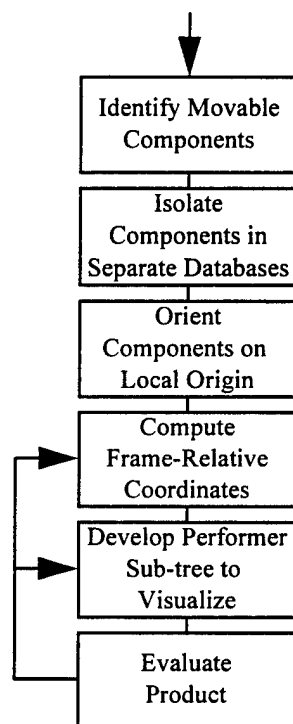 Identify Movable
Components
Isolate
Components in
Separate Databases
Orient
Components on
Local Origin
Compute
Frame-Relative
Coordinates
Develop Performer
Sub-tree to
Visualize
Evaluate
Product